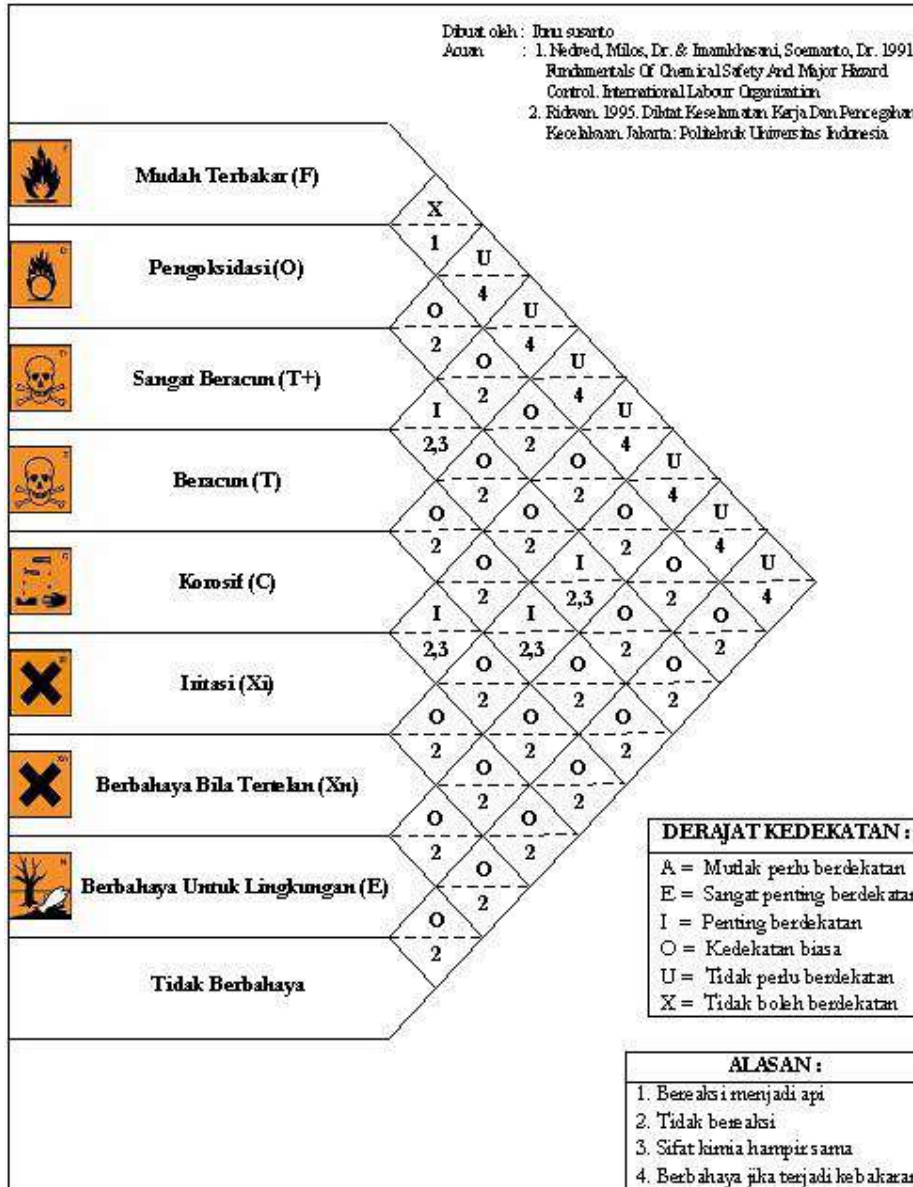 Dibuat oleh : Ibnu susanto
Acuan : 1. Nedved, Milos, Dr. & Imamkhasani, Soemanto, Dr. 1991
Fundamentals Of Chemical Safety And Major Hazard
Control. International Labour Organization
2. Ridwan. 1995. Diktat Keselamatan Kerja Dan Pencegahan
Kecelakaan. Jakarta: Politeknik Universitas Indonesia
Mudah Terbakar (F)
X
1
U
Pengoksidasi (O)
4
O U
2 4
O U
Sangat Beracun (T+)
2 4
I O U
2,3 2 4
O O U
Beracun (T)
2 2 4
O O O U
2 2 2 4
O I O U
Korosif (C)
2 2,3 2 4
I I O O
2,3 2,3 2 2
O O O
Iritasi (Xi)
2 2 2
O O O
2 2 2
O O
Berbahaya Bila Tertelan (Xn)
2 2
O O
2 2
O
Berbahaya Untuk Lingkungan (E)
2
O
2
Tidak Berbahaya
DERAJAT KEDEKATAN :
A = Mutlak perlu berdekatan
E = Sangat penting berdekatan
I = Penting berdekatan
O = Kedekatan biasa
U = Tidak perlu berdekatan
X = Tidak boleh berdekatan
ALASAN :
1. Bereaksi menjadi api
2. Tidak bereaksi
3. Sifat kimia hampir sama
4. Berbahaya jika terjadi kebakaran